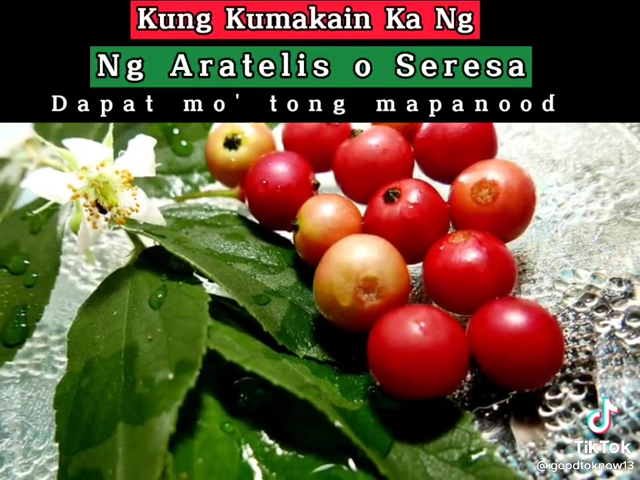 Kung Kumakain Ka Ng
Ng Aratelis o Seresa
Dapat mo' tong mapanood
TikTok
@goodtoknow13